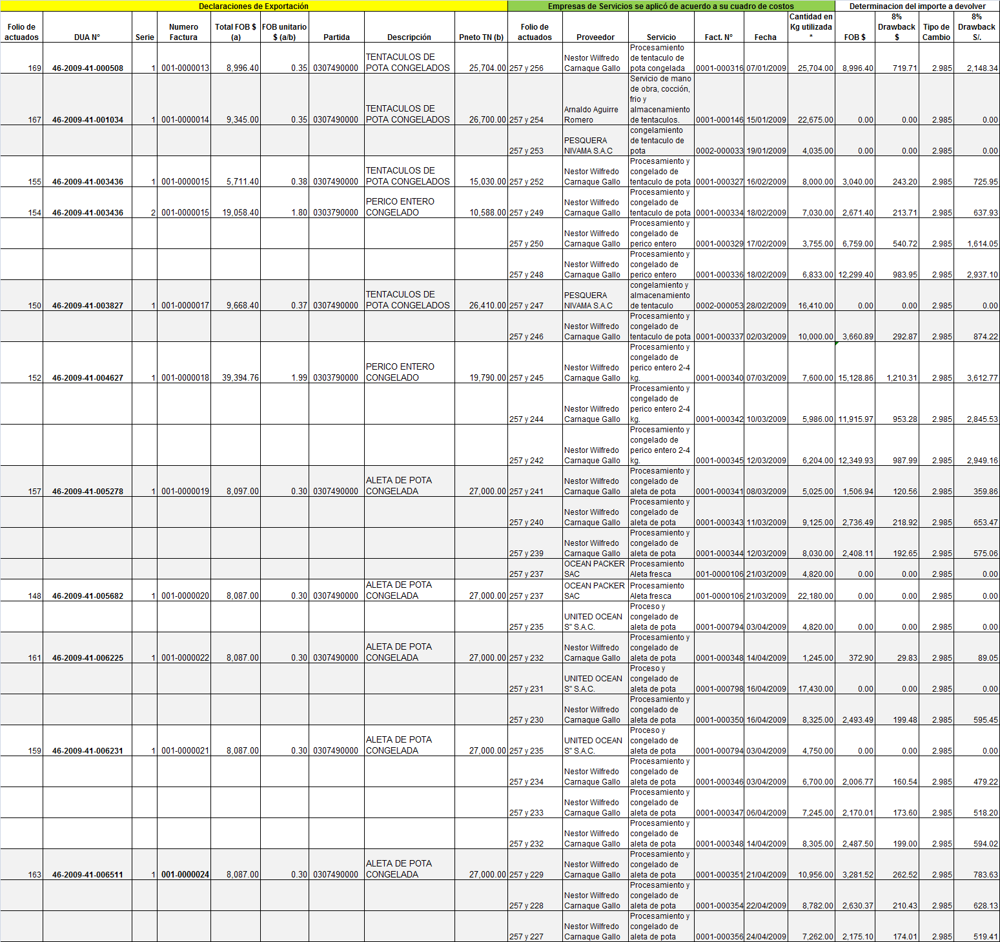 Declaraciones de Exportación | Empresas de Servicios se aplicó de acuerdo a su cuadro de costos | Determinacion del importe a devolver
Folio de actuados | DUA Nº | Serie | Numero Factura | Total FOB $ (a) | FOB unitario $ (a/b) | Partida | Descripción | Pneto TN (b) | Folio de actuados | Proveedor | Servicio | Fact. Nº | Fecha | Cantidad en Kg utilizada * | FOB $ | 8% Drawback $ | Tipo de Cambio | 8% Drawback S/.
169 | 46-2009-41-000508 | 1 | 001-0000013 | 8,996.40 | 0.35 | 0307490000 | TENTACULOS DE POTA CONGELADOS | 25,704.00 | 257 y 256 | Nestor Wilfredo Carnaque Gallo | Procesamiento de tentaculo de pota congelada | 0001-000316 | 07/01/2009 | 25,704.00 | 8,996.40 | 719.71 | 2.985 | 2,148.34
167 | 46-2009-41-001034 | 1 | 001-0000014 | 9,345.00 | 0.35 | 0307490000 | TENTACULOS DE POTA CONGELADOS | 26,700.00 | 257 y 254 | Arnaldo Aguirre Romero | Servicio de mano de obra, cocción, frio y almacenamiento de tentaculos. | 0001-000146 | 15/01/2009 | 22,675.00 | 0.00 | 0.00 | 2.985 | 0.00
257 y 253 | PESQUERA NIVAMA S.A.C | congelamiento de tentaculo de pota | 0002-000033 | 19/01/2009 | 4,035.00 | 0.00 | 0.00 | 2.985 | 0.00
155 | 46-2009-41-003436 | 1 | 001-0000015 | 5,711.40 | 0.38 | 0307490000 | TENTACULOS DE POTA CONGELADOS | 15,030.00 | 257 y 252 | Nestor Wilfredo Carnaque Gallo | Procesamiento y congelado de tentaculo de pota | 0001-000327 | 16/02/2009 | 8,000.00 | 3,040.00 | 243.20 | 2.985 | 725.95
154 | 46-2009-41-003436 | 2 | 001-0000015 | 19,058.40 | 1.80 | 0303790000 | PERICO ENTERO CONGELADO | 10,588.00 | 257 y 249 | Nestor Wilfredo Carnaque Gallo | Procesamiento y congelado de tentaculo de pota | 0001-000334 | 18/02/2009 | 7,030.00 | 2,671.40 | 213.71 | 2.985 | 637.93
257 y 250 | Nestor Wilfredo Carnaque Gallo | Procesamiento y congelado de perico entero | 0001-000329 | 17/02/2009 | 3,755.00 | 6,759.00 | 540.72 | 2.985 | 1,614.05
257 y 248 | Nestor Wilfredo Carnaque Gallo | Procesamiento y congelado de perico entero | 0001-000336 | 18/02/2009 | 6,833.00 | 12,299.40 | 983.95 | 2.985 | 2,937.10
150 | 46-2009-41-003827 | 1 | 001-0000017 | 9,668.40 | 0.37 | 0307490000 | TENTACULOS DE POTA CONGELADOS | 26,410.00 | 257 y 247 | PESQUERA NIVAMA S.A.C | congelamiento y almacenamiento de tentaculo | 0002-000053 | 28/02/2009 | 16,410.00 | 0.00 | 0.00 | 2.985 | 0.00
257 y 246 | Nestor Wilfredo Carnaque Gallo | Procesamiento y congelado de tentaculo de pota | 0001-000337 | 02/03/2009 | 10,000.00 | 3,660.89 | 292.87 | 2.985 | 874.22
152 | 46-2009-41-004627 | 1 | 001-0000018 | 39,394.76 | 1.99 | 0303790000 | PERICO ENTERO CONGELADO | 19,790.00 | 257 y 245 | Nestor Wilfredo Carnaque Gallo | Procesamiento y congelado de perico entero 2-4 kg. | 0001-000340 | 07/03/2009 | 7,600.00 | 15,128.86 | 1,210.31 | 2.985 | 3,612.77
257 y 244 | Nestor Wilfredo Carnaque Gallo | Procesamiento y congelado de perico entero 2-4 kg. | 0001-000342 | 10/03/2009 | 5,986.00 | 11,915.97 | 953.28 | 2.985 | 2,845.53
257 y 242 | Nestor Wilfredo Carnaque Gallo | Procesamiento y congelado de perico entero 2-4 kg. | 0001-000345 | 12/03/2009 | 6,204.00 | 12,349.93 | 987.99 | 2.985 | 2,949.16
157 | 46-2009-41-005278 | 1 | 001-0000019 | 8,097.00 | 0.30 | 0307490000 | ALETA DE POTA CONGELADA | 27,000.00 | 257 y 241 | Nestor Wilfredo Carnaque Gallo | Procesamiento y congelado de aleta de pota | 0001-000341 | 08/03/2009 | 5,025.00 | 1,506.94 | 120.56 | 2.985 | 359.86
257 y 240 | Nestor Wilfredo Carnaque Gallo | Procesamiento y congelado de aleta de pota | 0001-000343 | 11/03/2009 | 9,125.00 | 2,736.49 | 218.92 | 2.985 | 653.47
257 y 239 | Nestor Wilfredo Carnaque Gallo | Procesamiento y congelado de aleta de pota | 0001-000344 | 12/03/2009 | 8,030.00 | 2,408.11 | 192.65 | 2.985 | 575.06
257 y 237 | OCEAN PACKER SAC | Procesamiento Aleta fresca | 001-0000106 | 21/03/2009 | 4,820.00 | 0.00 | 0.00 | 2.985 | 0.00
148 | 46-2009-41-005682 | 1 | 001-0000020 | 8,087.00 | 0.30 | 0307490000 | ALETA DE POTA CONGELADA | 27,000.00 | 257 y 237 | OCEAN PACKER SAC | Procesamiento Aleta fresca | 001-0000106 | 21/03/2009 | 22,180.00 | 0.00 | 0.00 | 2.985 | 0.00
257 y 235 | UNITED OCEAN S" S.A.C. | Proceso y congelado de aleta de pota | 0001-000794 | 03/04/2009 | 4,820.00 | 0.00 | 0.00 | 2.985 | 0.00
161 | 46-2009-41-006225 | 1 | 001-0000022 | 8,087.00 | 0.30 | 0307490000 | ALETA DE POTA CONGELADA | 27,000.00 | 257 y 232 | Nestor Wilfredo Carnaque Gallo | Procesamiento y congelado de aleta de pota | 0001-000348 | 14/04/2009 | 1,245.00 | 372.90 | 29.83 | 2.985 | 89.05
257 y 231 | UNITED OCEAN S" S.A.C. | Proceso y congelado de aleta de pota | 0001-000798 | 16/04/2009 | 17,430.00 | 0.00 | 0.00 | 2.985 | 0.00
257 y 230 | Nestor Wilfredo Carnaque Gallo | Procesamiento y congelado de aleta de pota | 0001-000350 | 16/04/2009 | 8,325.00 | 2,493.49 | 199.48 | 2.985 | 595.45
159 | 46-2009-41-006231 | 1 | 001-0000021 | 8,087.00 | 0.30 | 0307490000 | ALETA DE POTA CONGELADA | 27,000.00 | 257 y 235 | UNITED OCEAN S" S.A.C. | Proceso y congelado de aleta de pota | 0001-000794 | 03/04/2009 | 4,750.00 | 0.00 | 0.00 | 2.985 | 0.00
257 y 234 | Nestor Wilfredo Carnaque Gallo | Procesamiento y congelado de aleta de pota | 0001-000346 | 03/04/2009 | 6,700.00 | 2,006.77 | 160.54 | 2.985 | 479.22
257 y 233 | Nestor Wilfredo Carnaque Gallo | Procesamiento y congelado de aleta de pota | 0001-000347 | 06/04/2009 | 7,245.00 | 2,170.01 | 173.60 | 2.985 | 518.20
257 y 232 | Nestor Wilfredo Carnaque Gallo | Procesamiento y congelado de aleta de pota | 0001-000348 | 14/04/2009 | 8,305.00 | 2,487.50 | 199.00 | 2.985 | 594.02
163 | 46-2009-41-006511 | 1 | 001-0000024 | 8,087.00 | 0.30 | 0307490000 | ALETA DE POTA CONGELADA | 27,000.00 | 257 y 229 | Nestor Wilfredo Carnaque Gallo | Procesamiento y congelado de aleta de pota | 0001-000351 | 21/04/2009 | 10,956.00 | 3,281.52 | 262.52 | 2.985 | 783.63
257 y 228 | Nestor Wilfredo Carnaque Gallo | Procesamiento y congelado de aleta de pota | 0001-000354 | 22/04/2009 | 8,782.00 | 2,630.37 | 210.43 | 2.985 | 628.13
257 y 227 | Nestor Wilfredo Carnaque Gallo | Procesamiento y congelado de aleta de pota | 0001-000356 | 24/04/2009 | 7,262.00 | 2,175.10 | 174.01 | 2.985 | 519.41